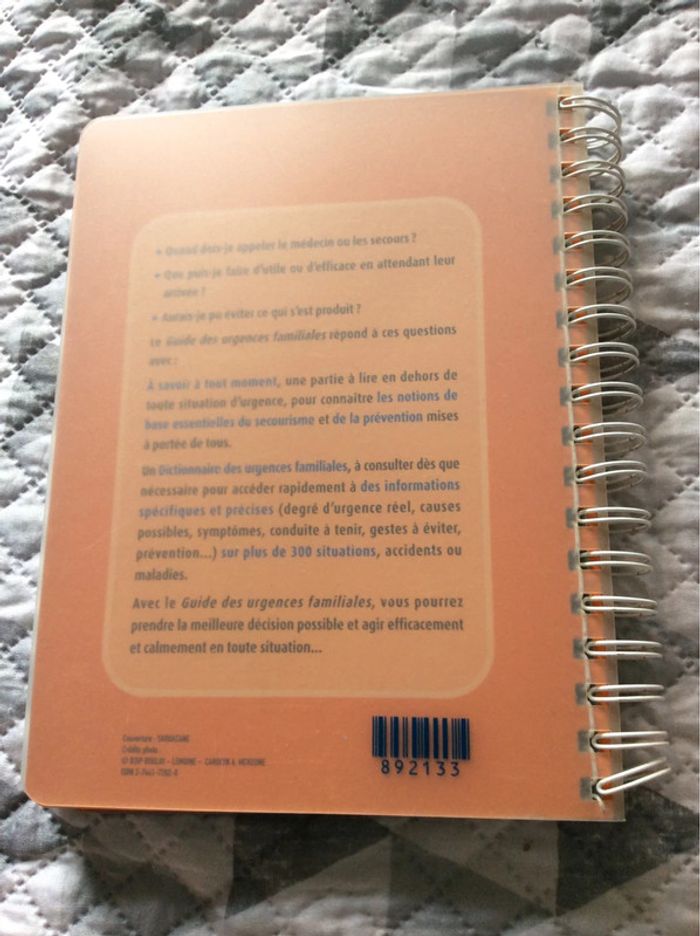 • Quand dois-je appeler le médecin ou les secours ?
• Que puis-je faire d'utile ou d'efficace en attendant leur
arrivée ?
• Aurais-je pu éviter ce qui s'est produit ?
Le Guide des urgences familiales répond à ces questions
avec :
À savoir à tout moment, une partie à lire en dehors de
toute situation d'urgence, pour connaître les notions de
base essentielles du secourisme et de la prévention mises
à portée de tous.
Un Dictionnaire des urgences familiales, à consulter dès que
nécessaire pour accéder rapidement à des informations
spécifiques et précises (degré d'urgence réel, causes
possibles, symptômes, conduite à tenir, gestes à éviter,
prévention...) sur plus de 300 situations, accidents ou
maladies.
Avec le Guide des urgences familiales, vous pourrez
prendre la meilleure décision possible et agir efficacement
et calmement en toute situation...
Couverture :
Crédits photo :
© BSIP
ISBN
892133